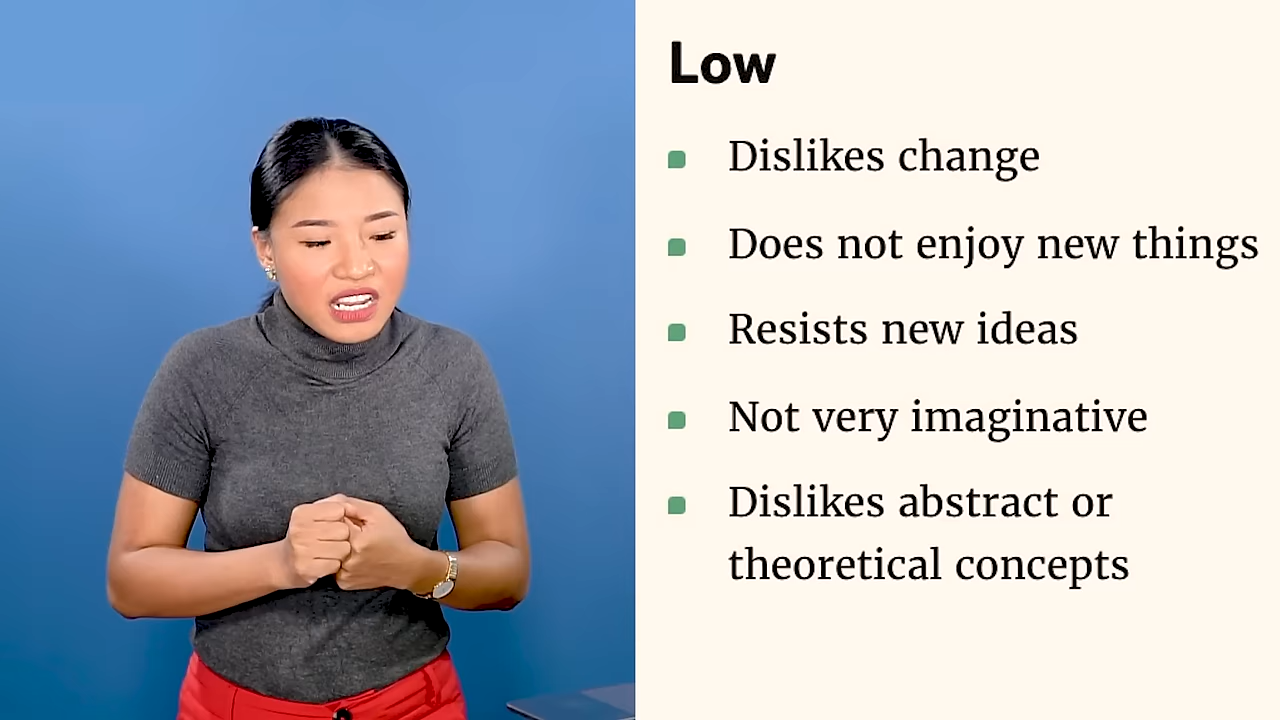 Low
Dislikes change
Does not enjoy new things
Resists new ideas
Not very imaginative
Dislikes abstract or
theoretical concepts